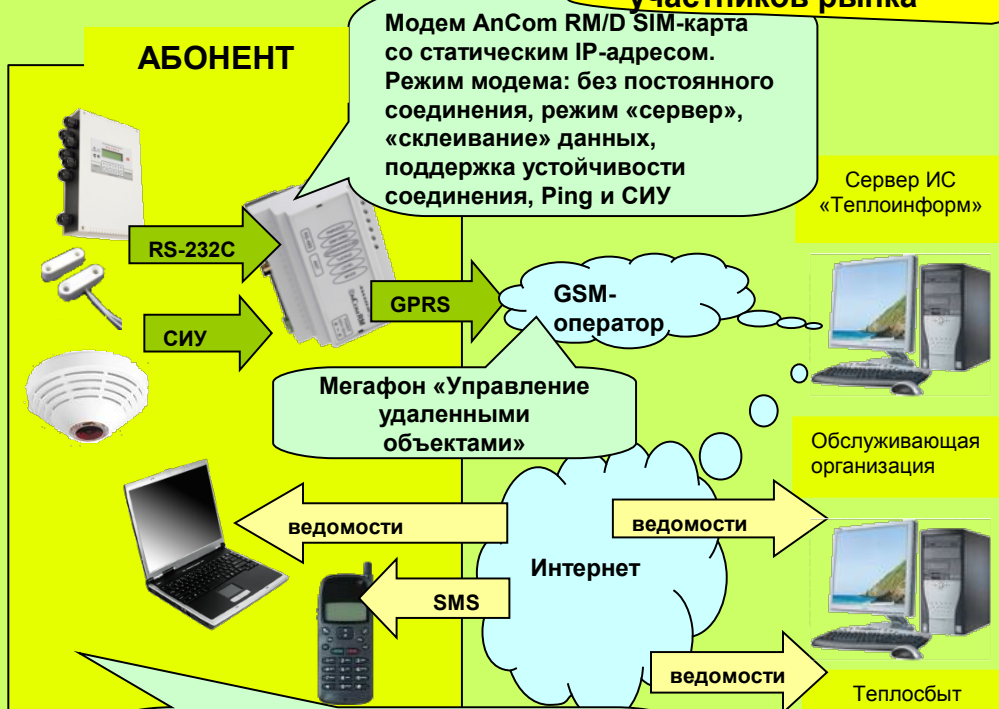 участников рынка
АБОНЕНТ
Модем AnCom RM/D SIM-карта
со статическим IP-адресом.
Режим модема: без постоянного
соединения, режим «сервер»,
«склеивание» данных,
поддержка устойчивости
соединения, Ping и СИУ
Сервер ИС
«Теплоинформ»
RS-232C
GPRS
GSM-
оператор
СИУ
Мегафон «Управление
удаленными
объектами»
Обслуживающая
организация
ведомости
ведомости
Интернет
SMS
ведомости
Теплосбыт